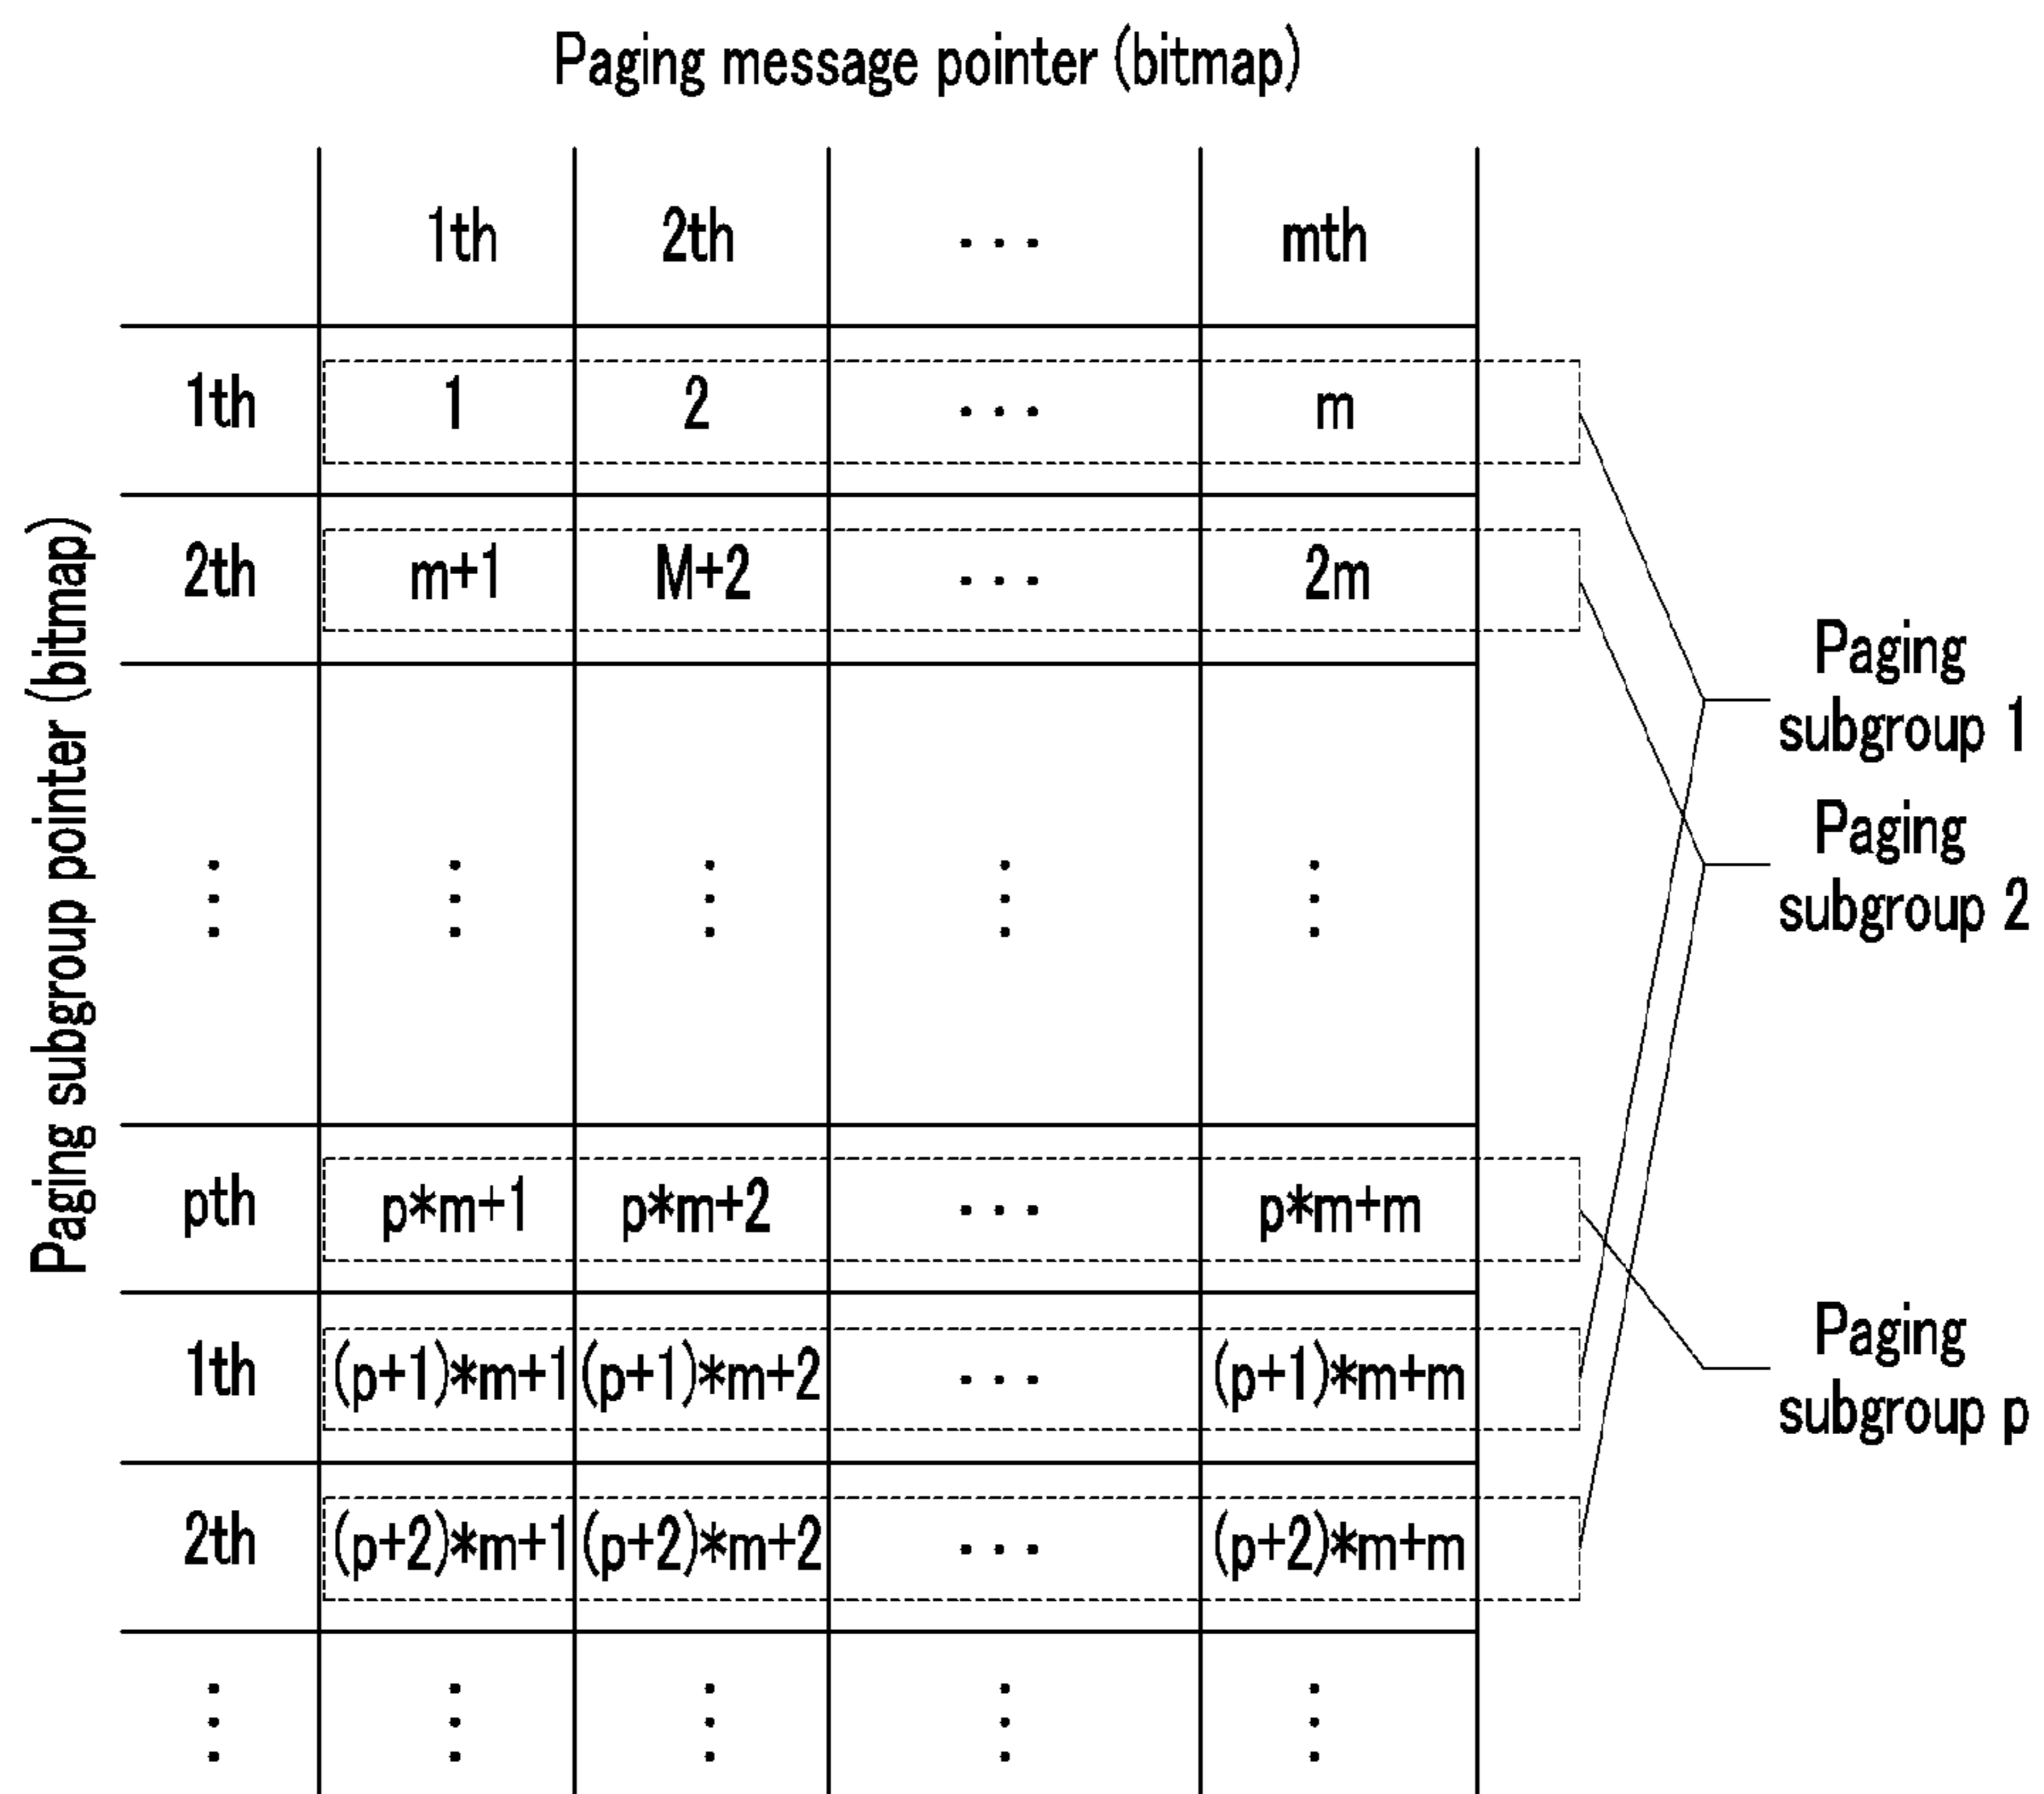 Paging message pointer (bitmap)
1th 2th ... mth
1th 1 2 ... m
2th m+1 M+2 ... 2m
Paging subgroup pointer (bitmap)
Paging
subgroup 1
Paging
subgroup 2
pth p*m+1 p*m+2 ... p*m+m
1th (p+1)*m+1 (p+1)*m+2 ... (p+1)*m+m
Paging
subgroup p
2th (p+2)*m+1 (p+2)*m+2 ... (p+2)*m+m